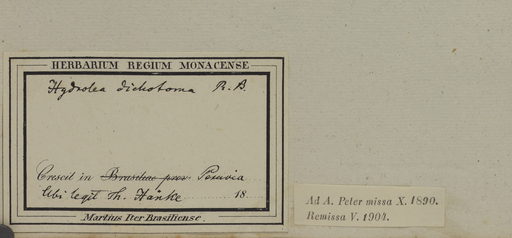 HERBARIUM REGIUM MONACENSE
Hydrolea dichotoma R. B.
Crescit in Brasiliae prov. Peruvia
Ubi legit Th. Hänke 18
Martius Iter Brasiliense.
Ad A. Peter missa X. 1890.
Remissa V. 1904.